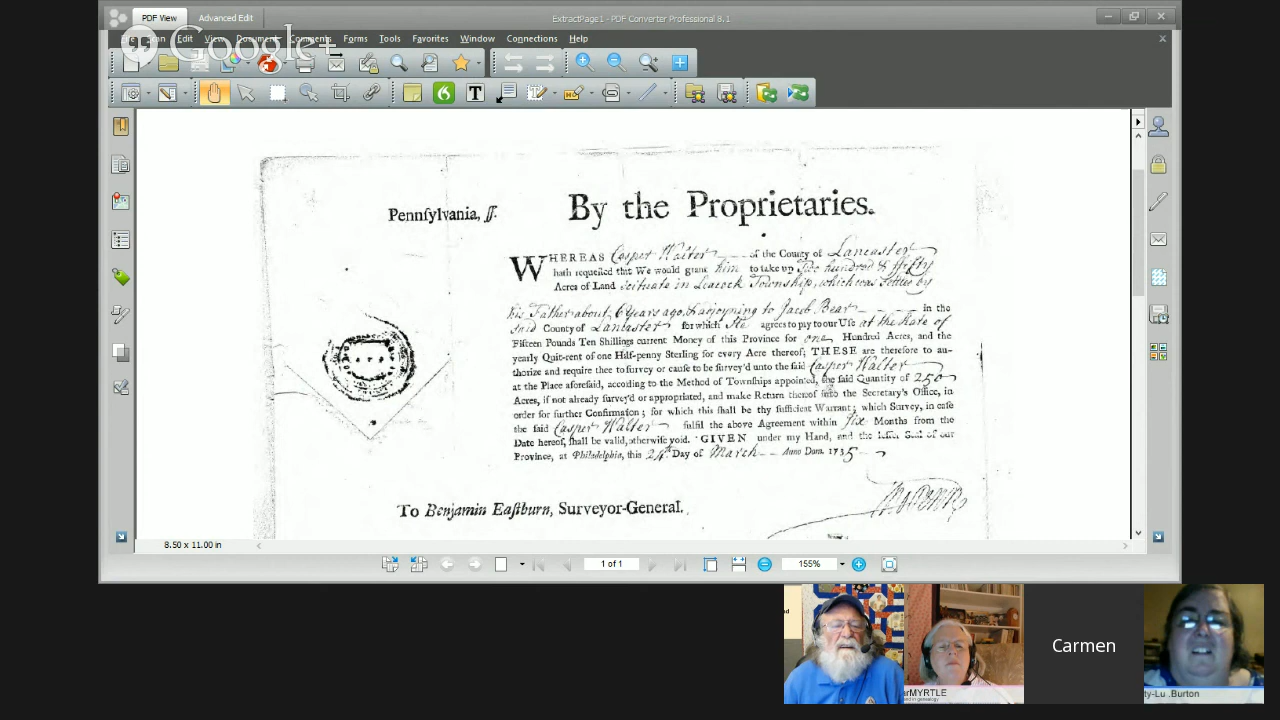 PDF View Advanced Edit ExtractPage1 - PDF Converter Professional 8.1
Google+
Edit View Document Comments Forms Tools Favorites Window Connections Help
Pennſylvania, ſſ. By the Proprietaries.
WHEREAS Casper Walter of the County of Lancaster
hath requeſted that We would grant him to take up Two hundred & ffifty
Acres of Land scituate in Leacock Township, which was settled by
his Father about 6 Years ago, & adjoyning to Jacob Bear in the
said County of Lancaster for which He agrees to pay to our Uſe at the Rate of
Fifteen Pounds Ten Shillings current Money of this Province for one Hundred Acres, and the
yearly Quit-rent of one Half-penny Sterling for every Acre thereof; THESE are therefore to au-
thorize and require thee to ſurvey or cauſe to be ſurvey'd unto the ſaid Casper Walter
at the Place aforeſaid, according to the Method of Townſhips appointed, the ſaid Quantity of 250
Acres, if not already ſurvey'd or appropriated, and make Return thereof into the Secretary's Office, in
order for further Confirmation; for which this ſhall be thy ſufficient Warrant; which Survey, in caſe
the ſaid Casper Walter fulfil the above Agreement within six Months from the
Date hereof, ſhall be valid, otherwiſe void. GIVEN under my Hand, and the leſſer Seal of our
Province, at Philadelphia, this 24th Day of March Anno Dom. 1735
To Benjamin Eaſtburn, Surveyor-General.
8.50 x 11.00 in
1 of 1 155%
Carmen
arMYRTLE
ty-Lu .Burton